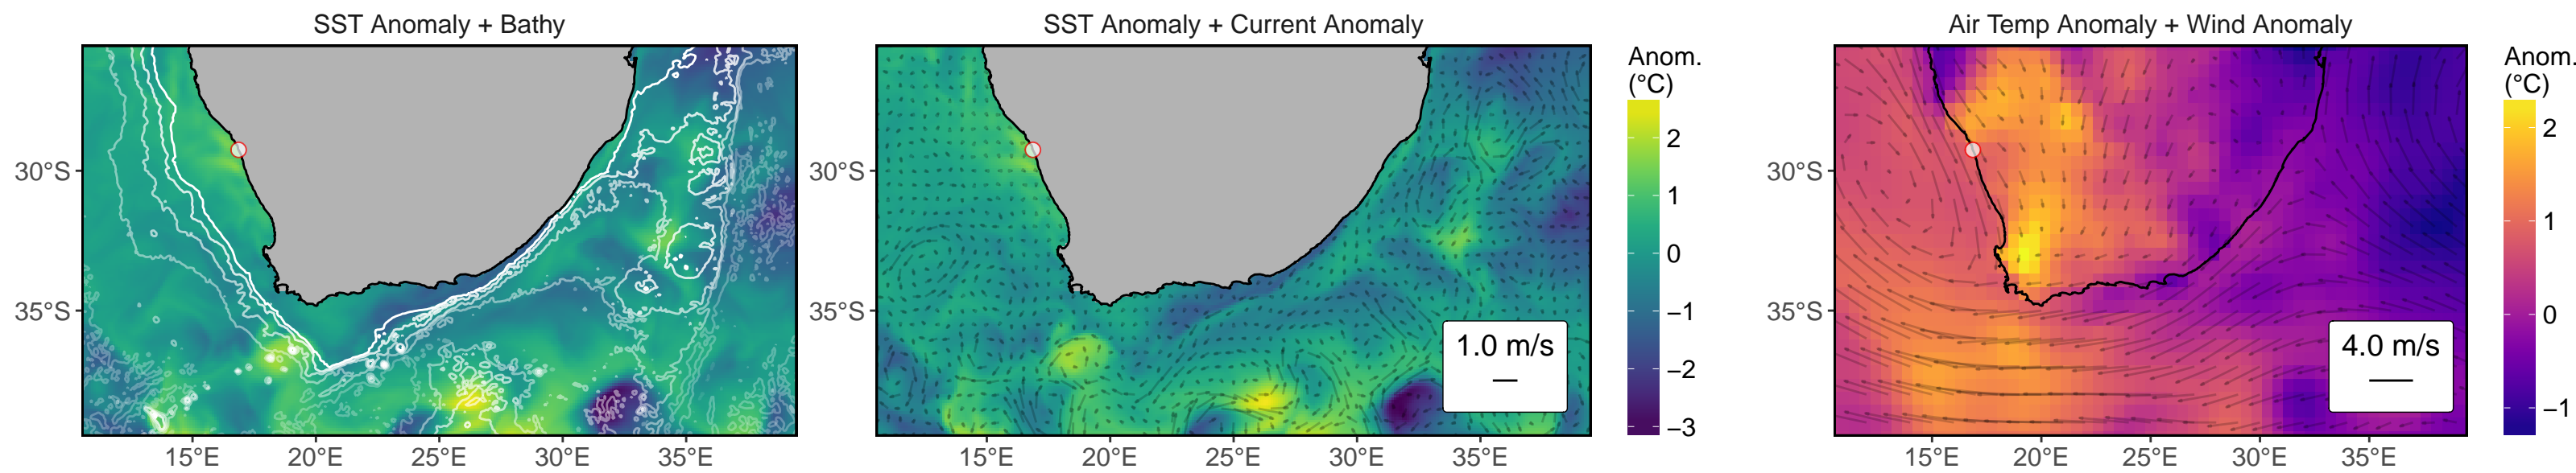 SST Anomaly + Bathy
30°S
35°S
15°E 20°E 25°E 30°E 35°E
SST Anomaly + Current Anomaly
30°S
35°S
15°E 20°E 25°E 30°E 35°E
1.0 m/s
Anom.
(°C)
2
1
0
−1
−2
−3
Air Temp Anomaly + Wind Anomaly
30°S
35°S
15°E 20°E 25°E 30°E 35°E
4.0 m/s
Anom.
(°C)
2
1
0
−1